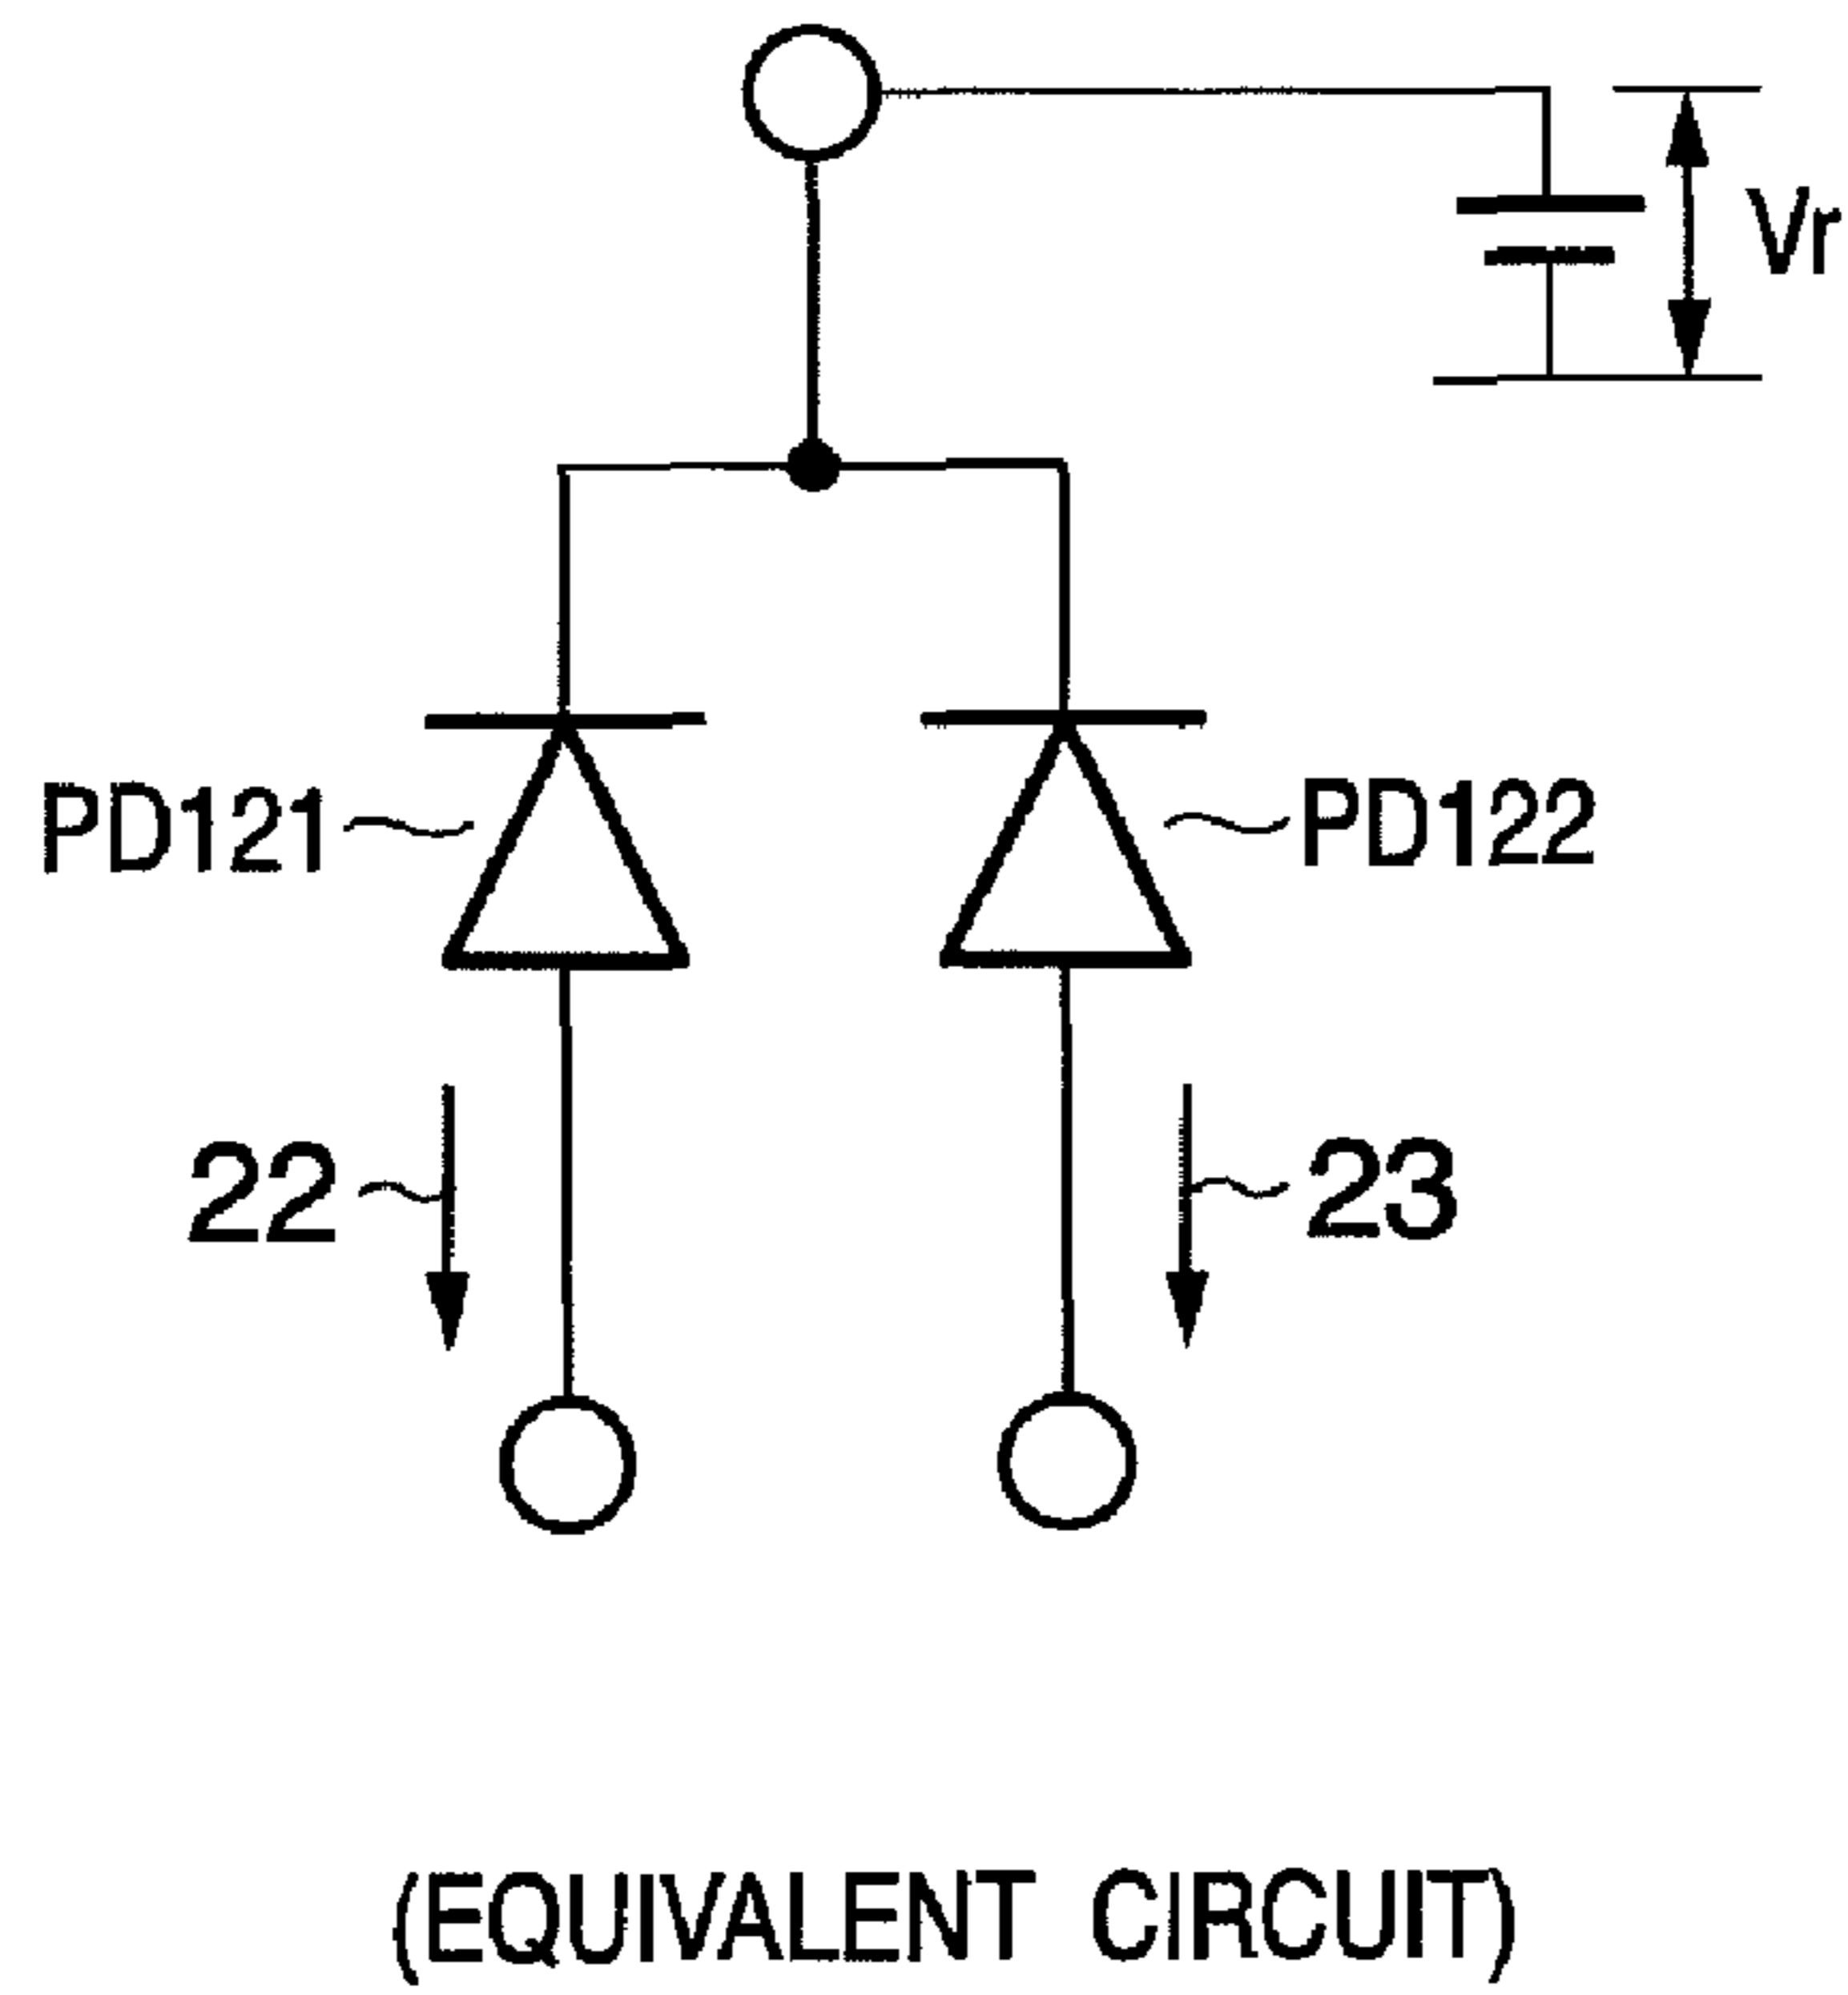 Vr
PD121
PD122
22
23
(EQUIVALENT CIRCUIT)